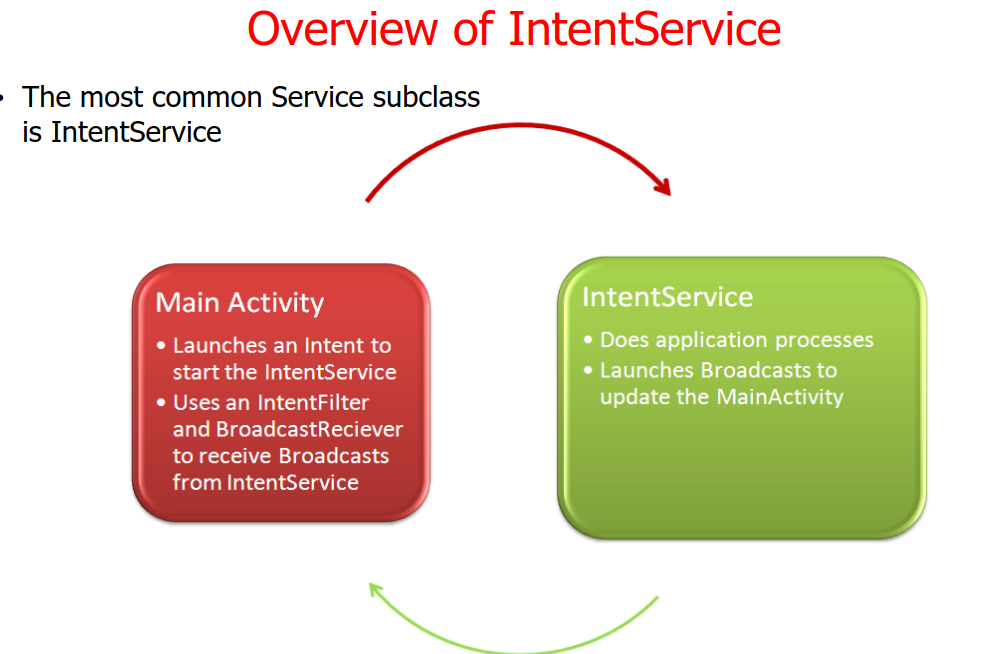 Overview of IntentService
• The most common Service subclass
is IntentService
Main Activity
• Launches an Intent to
start the IntentService
• Uses an IntentFilter
and BroadcastReciever
to receive Broadcasts
from IntentService
IntentService
• Does application processes
• Launches Broadcasts to
update the MainActivity